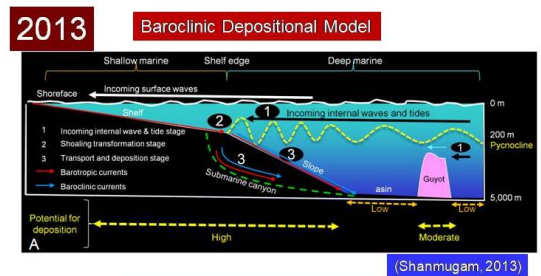 2013
Baroclinic Depositional Model
Shallow marine
Shelf edge
Deep marine
Shoreface
Incoming surface waves
0 m
Shelf
2
1
Incoming internal waves and tides
1 Incoming internal wave & tide stage
2 Shoaling transformation stage
3 Transport and deposition stage
Barotropic currents
Baroclinic currents
200 m
Pycnocline
3
3
Slope
Submarine canyon
1
Guyot
asin
5,000 m
Potential for
deposition
Low
Low
High
Moderate
A
(Shanmugam, 2013)